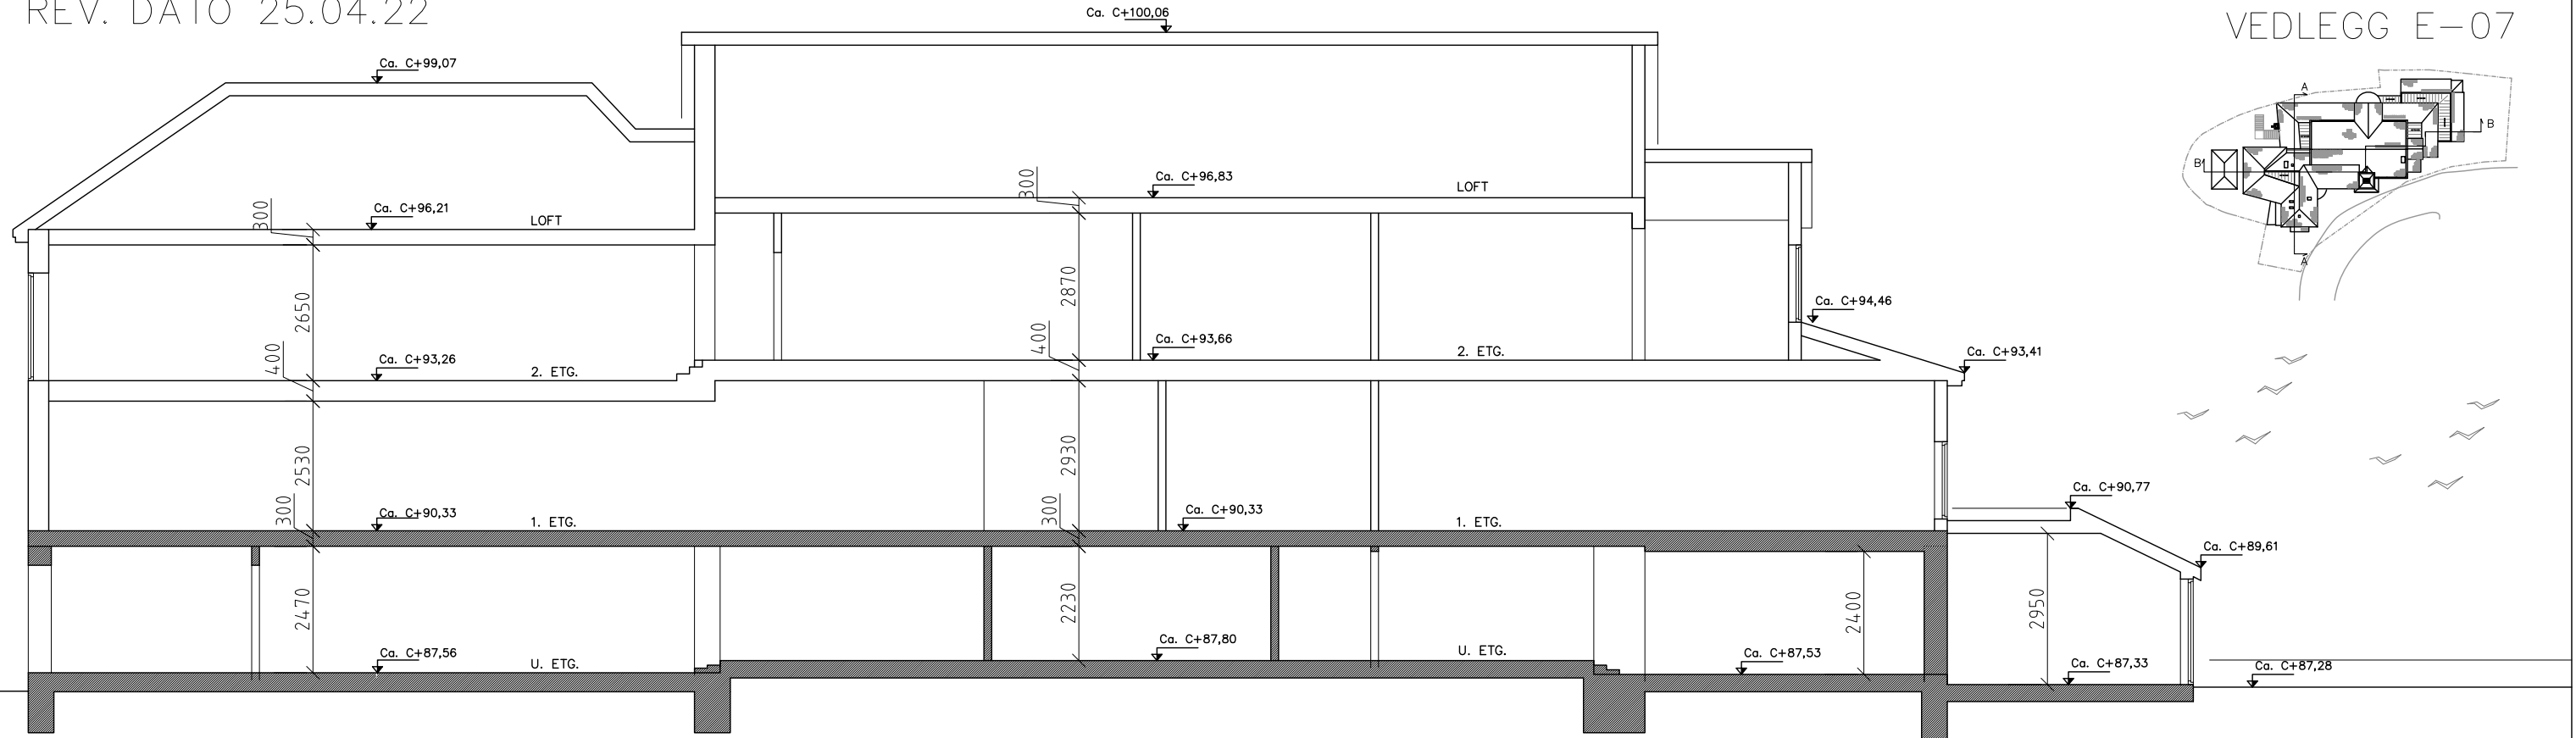 REV. DATO 25.04.22
Ca. C+100,06
VEDLEGG E-07
Ca. C+99,07
A
B
B
A
300
Ca. C+96,83
LOFT
300
Ca. C+96,21
LOFT
2650
2870
Ca. C+94,46
400
Ca. C+93,26
2. ETG.
400
Ca. C+93,66
2. ETG.
Ca. C+93,41
2530
2930
Ca. C+90,77
300
Ca. C+90,33
1. ETG.
300
Ca. C+90,33
1. ETG.
Ca. C+89,61
2470
2230
2400
2950
Ca. C+87,56
U. ETG.
Ca. C+87,80
U. ETG.
Ca. C+87,53
Ca. C+87,33
Ca. C+87,28